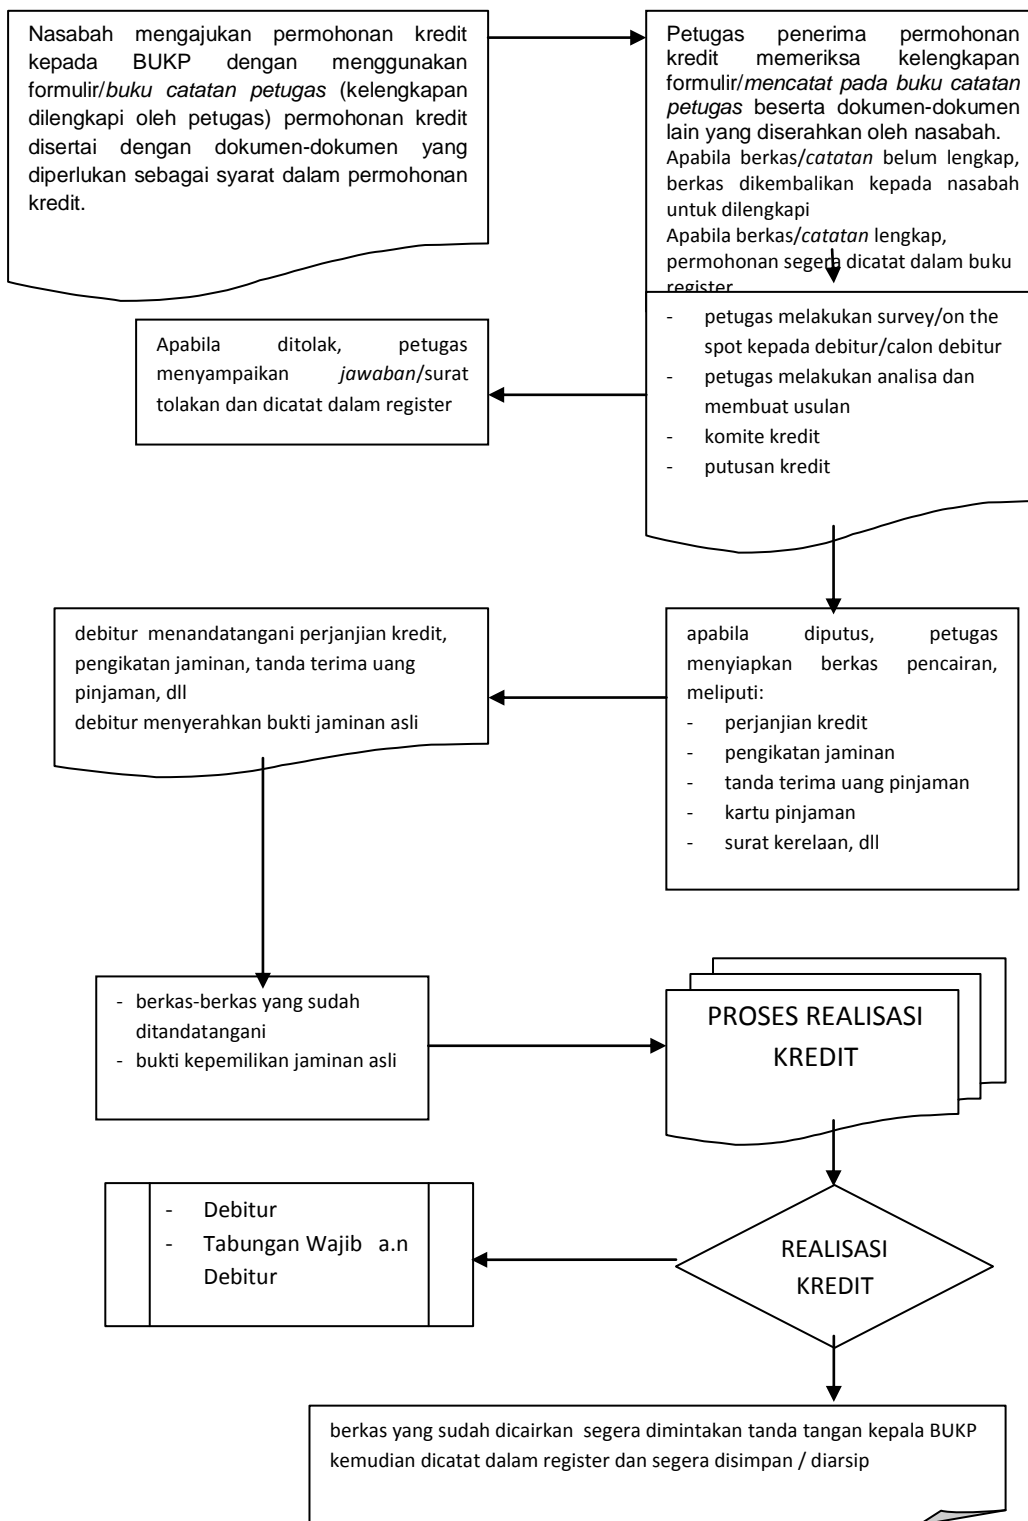 Nasabah mengajukan permohonan kredit
kepada BUKP dengan menggunakan
formulir/buku catatan petugas (kelengkapan
dilengkapi oleh petugas) permohonan kredit
disertai dengan dokumen-dokumen yang
diperlukan sebagai syarat dalam permohonan
kredit.
Petugas penerima permohonan
kredit memeriksa kelengkapan
formulir/mencatat pada buku catatan
petugas beserta dokumen-dokumen
lain yang diserahkan oleh nasabah.
Apabila berkas/catatan belum lengkap,
berkas dikembalikan kepada nasabah
untuk dilengkapi
Apabila berkas/catatan lengkap,
permohonan segera dicatat dalam buku
register
- petugas melakukan survey/on the
spot kepada debitur/calon debitur
- petugas melakukan analisa dan
membuat usulan
- komite kredit
- putusan kredit
Apabila ditolak, petugas
menyampaikan jawaban/surat
tolakan dan dicatat dalam register
apabila diputus, petugas
menyiapkan berkas pencairan,
meliputi:
- perjanjian kredit
- pengikatan jaminan
- tanda terima uang pinjaman
- kartu pinjaman
- surat kerelaan, dll
debitur menandatangani perjanjian kredit,
pengikatan jaminan, tanda terima uang
pinjaman, dll
debitur menyerahkan bukti jaminan asli
- berkas-berkas yang sudah
ditandatangani
- bukti kepemilikan jaminan asli
PROSES REALISASI
KREDIT
REALISASI
KREDIT
- Debitur
- Tabungan Wajib a.n
Debitur
berkas yang sudah dicairkan segera dimintakan tanda tangan kepala BUKP
kemudian dicatat dalam register dan segera disimpan / diarsip